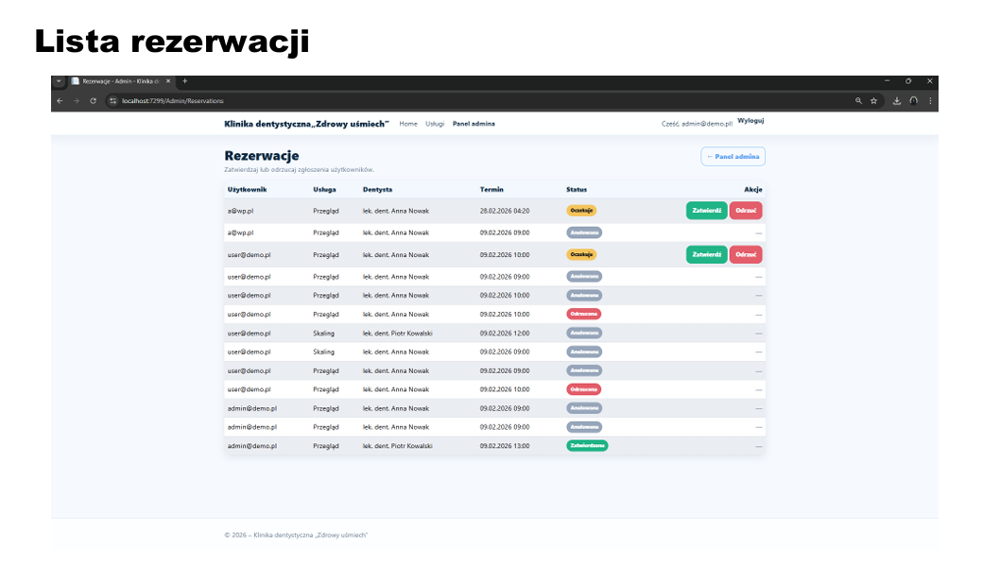 Lista rezerwacji
Rezerwacje - Admin - Klinika d
localhost:7299/Admin/Reservations
Klinika dentystyczna„Zdrowy uśmiech” Home Usługi Panel admina Cześć, admin@demo.pl! Wyloguj
Rezerwacje ← Panel admina
Zatwierdzaj lub odrzucaj zgłoszenia użytkowników.
Użytkownik Usługa Dentysta Termin Status Akcje
a@wp.pl Przegląd lek. dent. Anna Nowak 28.02.2026 04:20 Oczekuje Zatwierdź Odrzuć
a@wp.pl Przegląd lek. dent. Anna Nowak 09.02.2026 09:00 Anulowana —
user@demo.pl Przegląd lek. dent. Anna Nowak 09.02.2026 10:00 Oczekuje Zatwierdź Odrzuć
user@demo.pl Przegląd lek. dent. Anna Nowak 09.02.2026 09:00 Anulowana —
user@demo.pl Przegląd lek. dent. Anna Nowak 09.02.2026 10:00 Anulowana —
user@demo.pl Przegląd lek. dent. Anna Nowak 09.02.2026 10:00 Odrzucona —
user@demo.pl Skaling lek. dent. Piotr Kowalski 09.02.2026 12:00 Anulowana —
user@demo.pl Skaling lek. dent. Anna Nowak 09.02.2026 09:00 Anulowana —
user@demo.pl Przegląd lek. dent. Anna Nowak 09.02.2026 09:00 Anulowana —
user@demo.pl Przegląd lek. dent. Anna Nowak 09.02.2026 10:00 Odrzucona —
admin@demo.pl Przegląd lek. dent. Anna Nowak 09.02.2026 09:00 Anulowana —
admin@demo.pl Przegląd lek. dent. Anna Nowak 09.02.2026 09:00 Anulowana —
admin@demo.pl Przegląd lek. dent. Piotr Kowalski 09.02.2026 13:00 Zatwierdzona —
© 2026 – Klinika dentystyczna „Zdrowy uśmiech”